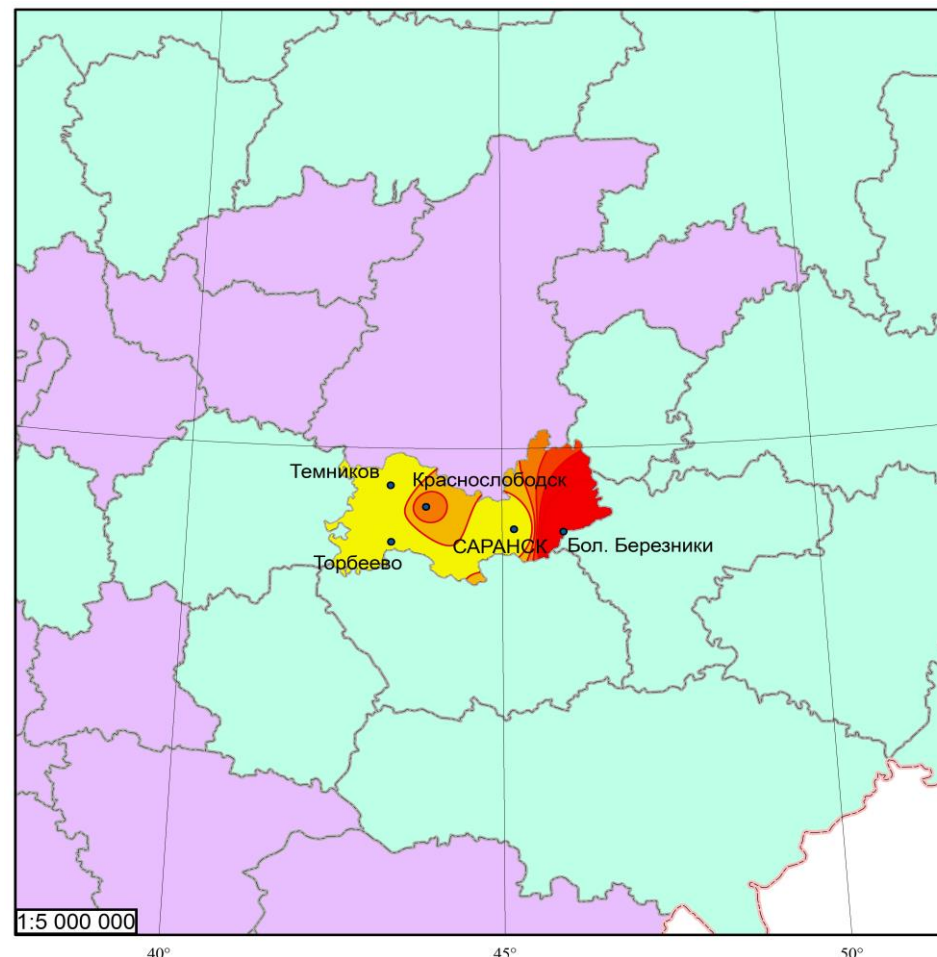 Темников
Краснослободск
САРАНСК
Бол. Березники
Торбеево
1:5 000 000
40°
45°
50°